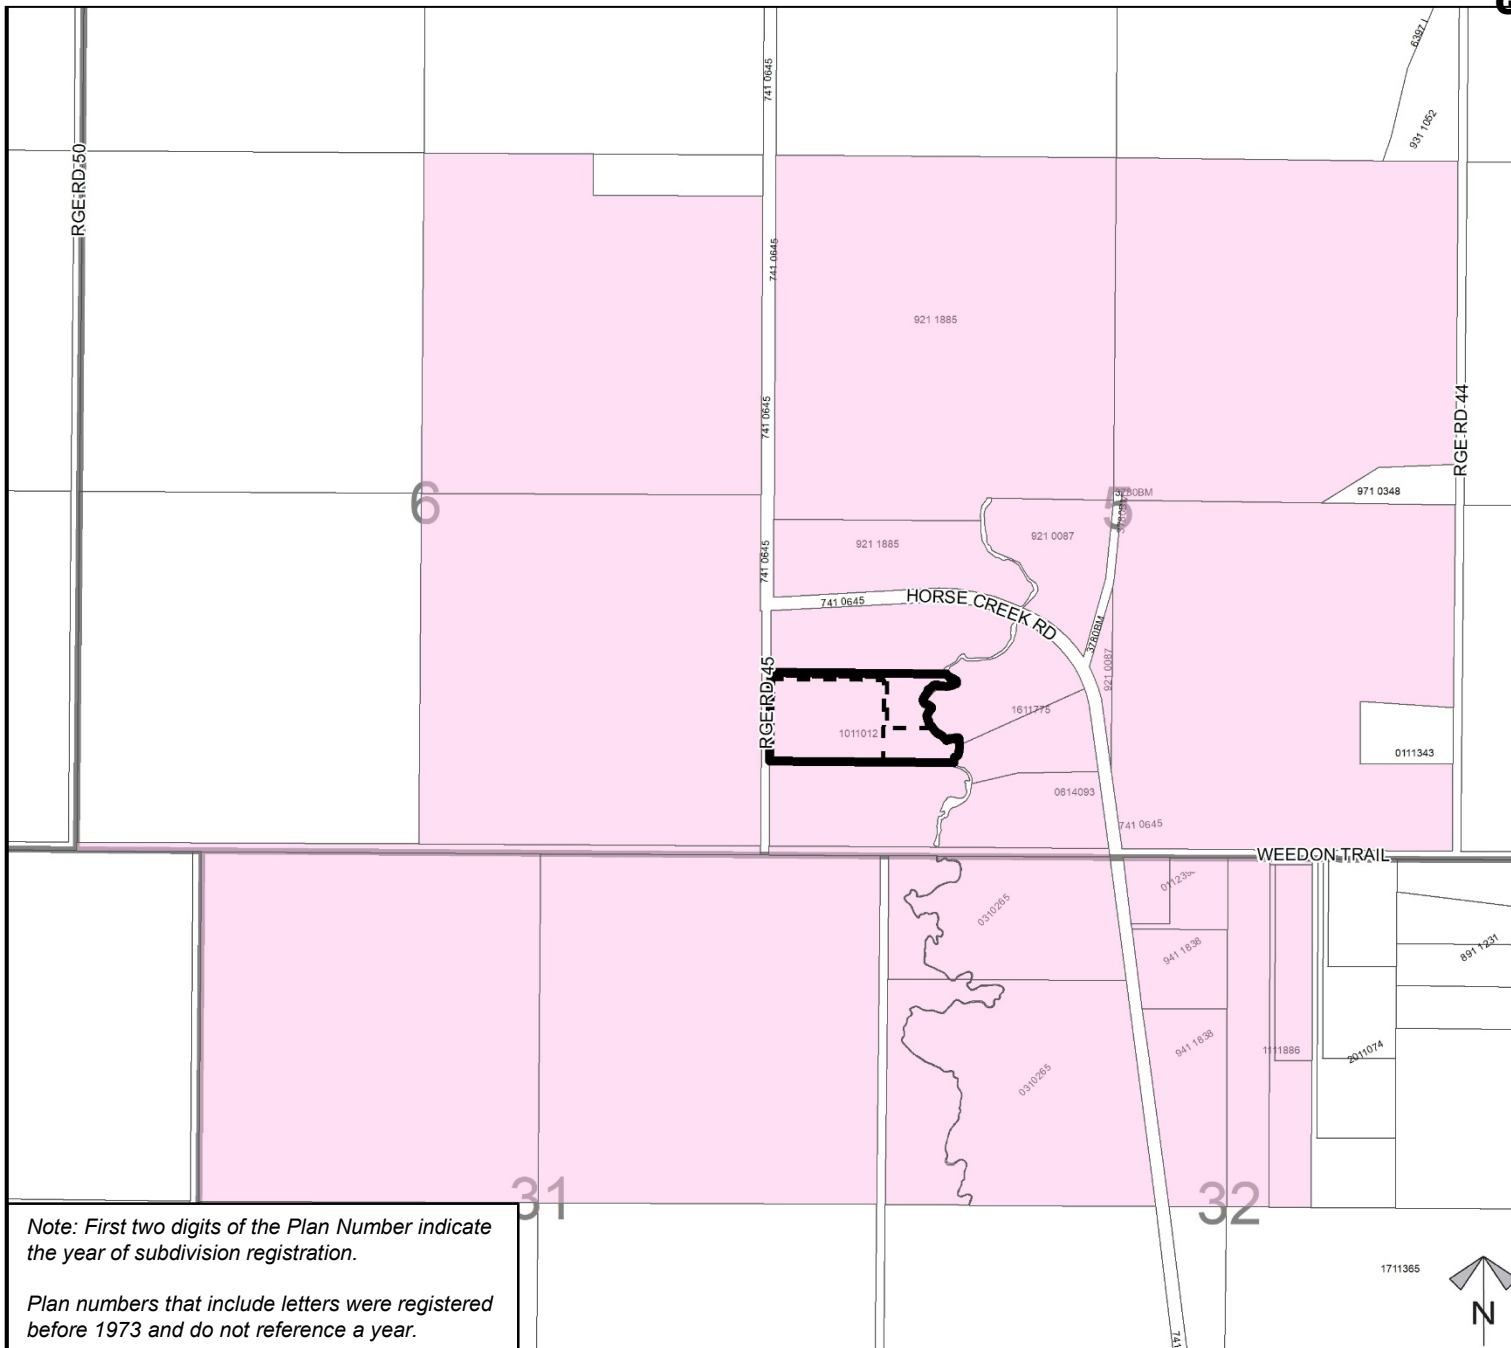 6397 I
741 0645
931 1052
RGE RD 50
741 0645
921 1885
741 0645
RGE RD 44
971 0348
3780BM
6
5
921 0087
921 1885
741 0645
741 0645
HORSE CREEK RD
3780BM
921 0087
RGE RD 45
1611775
1011012
0111343
0614093
741 0645
WEEDON TRAIL
0310265
941 1838
891 1231
941 1838
1111886
2011074
0310265
31
32
Note: First two digits of the Plan Number indicate
the year of subdivision registration.
Plan numbers that include letters were registered
before 1973 and do not reference a year.
1711365
N